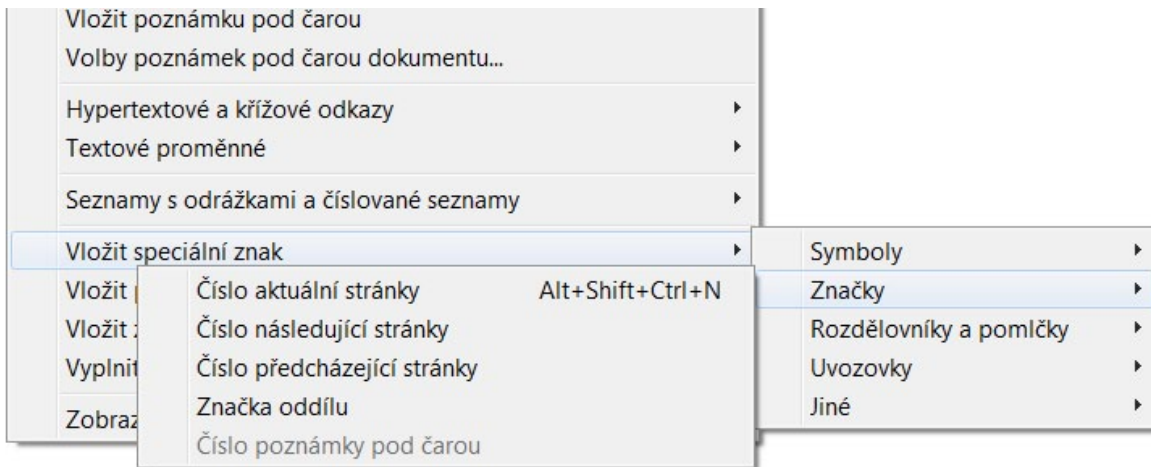 Vložit poznámku pod čarou
Volby poznámek pod čarou dokumentu...
Hypertextové a křížové odkazy
Textové proměnné
Seznamy s odrážkami a číslované seznamy
Vložit speciální znak
Vložit
Vložit
Vyplnit
Zobraz
Symboly
Značky
Rozdělovníky a pomlčky
Uvozovky
Jiné
Číslo aktuální stránky Alt+Shift+Ctrl+N
Číslo následující stránky
Číslo předcházející stránky
Značka oddílu
Číslo poznámky pod čarou